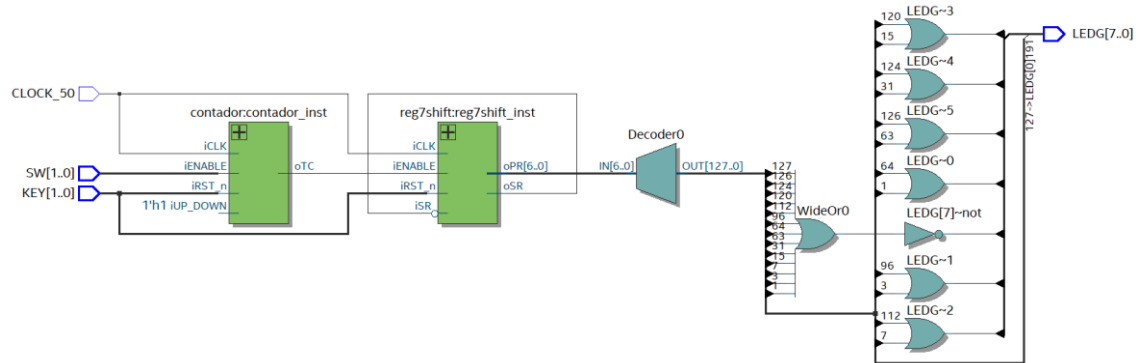 CLOCK_50
SW[1..0]
KEY[1..0]
contador:contador_inst
iCLK
iENABLE
iRST_n
1'h1 iUP_DOWN
oTC
reg7shift:reg7shift_inst
iCLK
iENABLE
iRST_n
iSR
oPR[6..0]
oSR
Decoder0
IN[6..0]
OUT[127..0]
127
126
124
120
112
96
64
63
31
15
7
3
1
WideOr0
LEDG~3
120
15
LEDG~4
124
31
LEDG~5
126
63
LEDG~0
64
1
LEDG[7]~not
LEDG~1
96
3
LEDG~2
112
7
127->LEDG[0]191
LEDG[7..0]